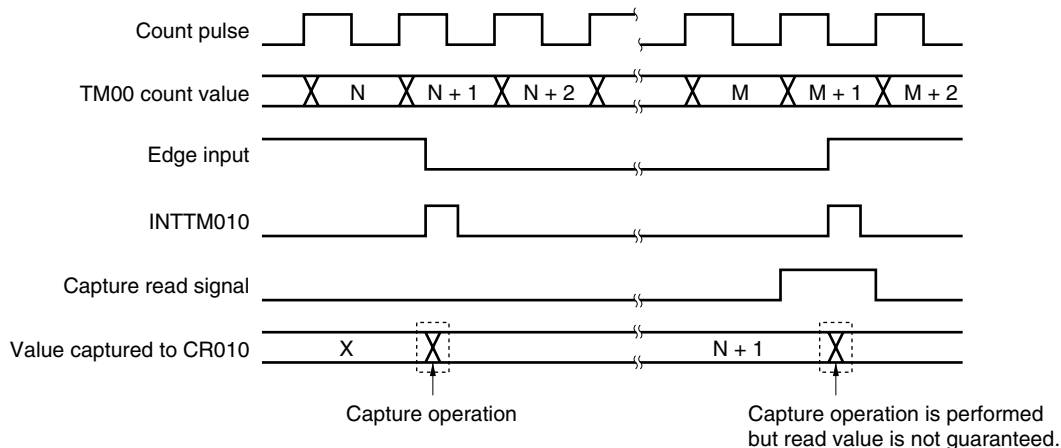 Count pulse
TM00 count value N N + 1 N + 2 M M + 1 M + 2
Edge input
INTTM010
Capture read signal
Value captured to CR010 X N + 1
Capture operation
Capture operation is performed
but read value is not guaranteed.